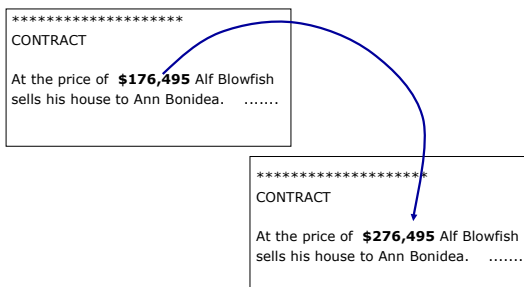 ********************
CONTRACT
At the price of $176,495 Alf Blowfish
sells his house to Ann Bonidea. .......
********************
CONTRACT
At the price of $276,495 Alf Blowfish
sells his house to Ann Bonidea. .......